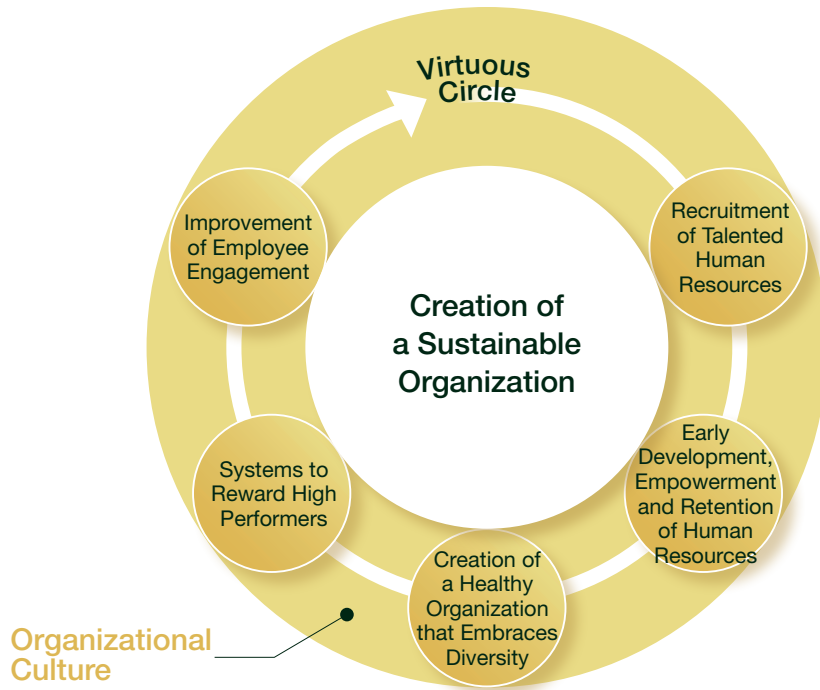 Virtuous
Circle
Improvement
of Employee
Engagement
Recruitment
of Talented
Human
Resources
Creation of
a Sustainable
Organization
Systems to
Reward High
Performers
Early
Development,
Empowerment
and Retention
of Human
Resources
Creation of
a Healthy
Organization
that Embraces
Diversity
Organizational
Culture